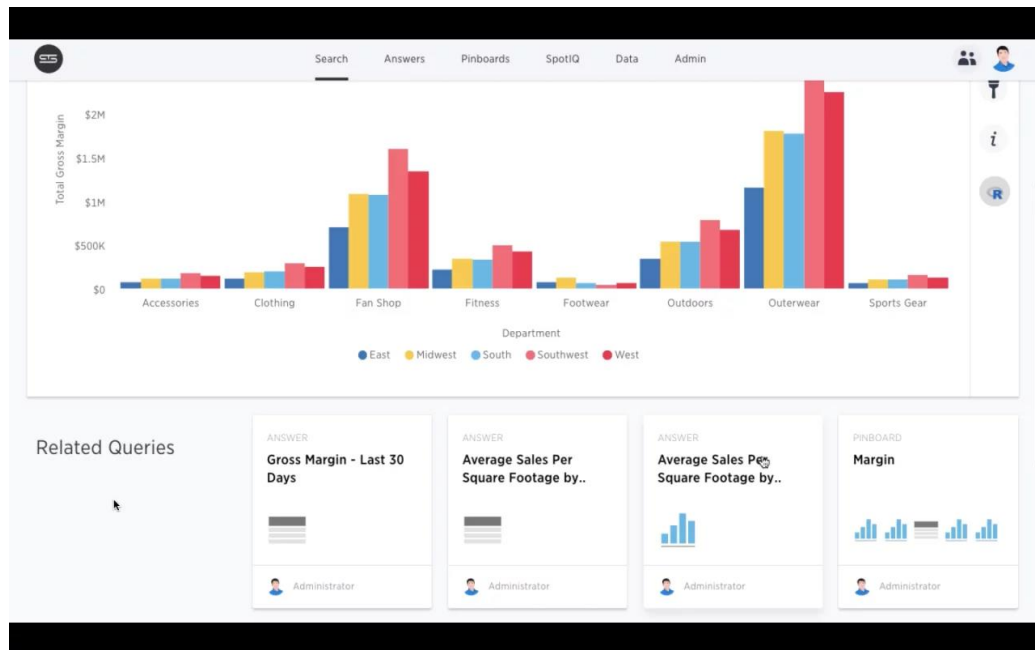 Search Answers Pinboards SpotIQ Data Admin
Total Gross Margin
$2M
$1.5M
$1M
$500K
$0
Accessories Clothing Fan Shop Fitness Footwear Outdoors Outerwear Sports Gear
Department
East Midwest South Southwest West
i
R
Related Queries
ANSWER
Gross Margin - Last 30
Days
Administrator
ANSWER
Average Sales Per
Square Footage by..
Administrator
ANSWER
Average Sales Per
Square Footage by..
Administrator
PINBOARD
Margin
Administrator